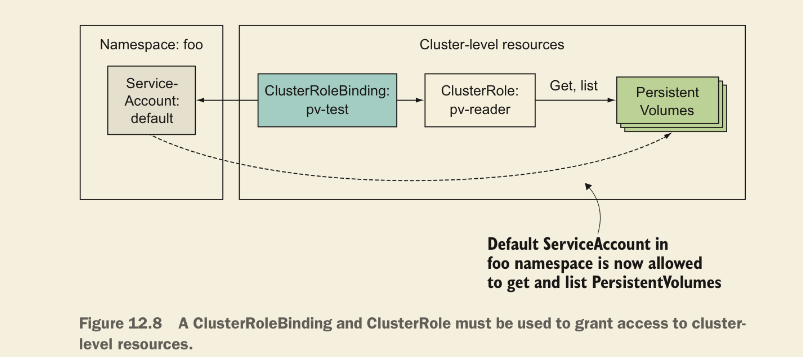 Namespace: foo
Cluster-level resources
Service-
Account:
default
ClusterRoleBinding:
pv-test
ClusterRole:
pv-reader
Get, list
Persistent
Volumes
Default ServiceAccount in
foo namespace is now allowed
to get and list PersistentVolumes
Figure 12.8 A ClusterRoleBinding and ClusterRole must be used to grant access to cluster-
level resources.